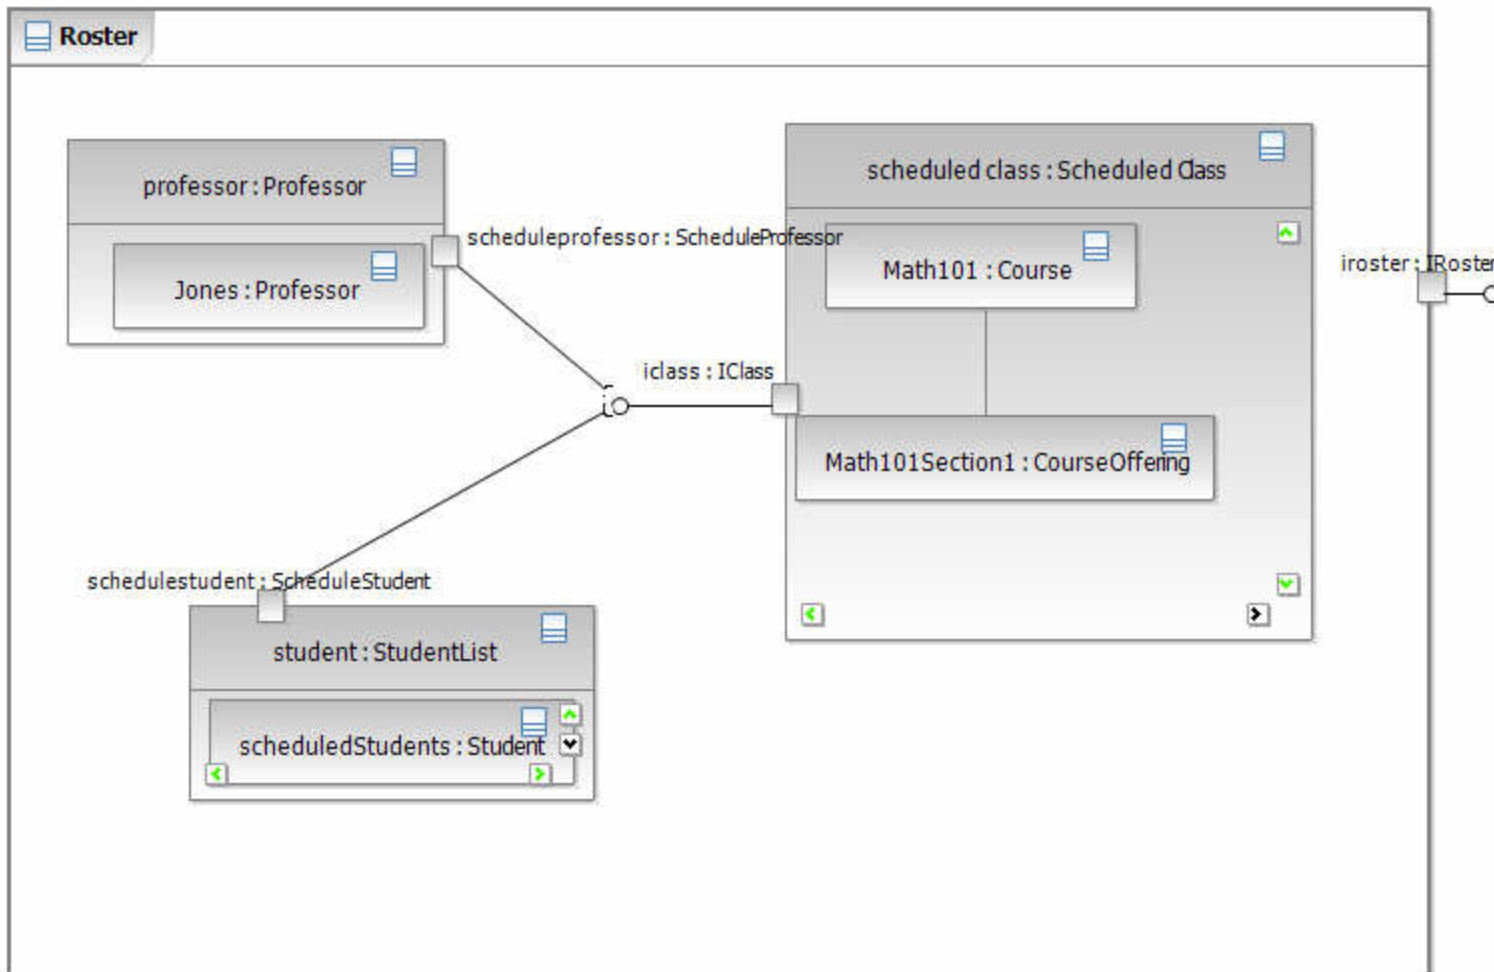 Roster
professor : Professor
Jones : Professor
scheduleprofessor : ScheduleProfessor
scheduled class : Scheduled Class
Math101 : Course
iroster : IRoster
iclass : IClass
Math101Section1 : CourseOffering
schedulestudent : ScheduleStudent
student : StudentList
scheduledStudents : Student